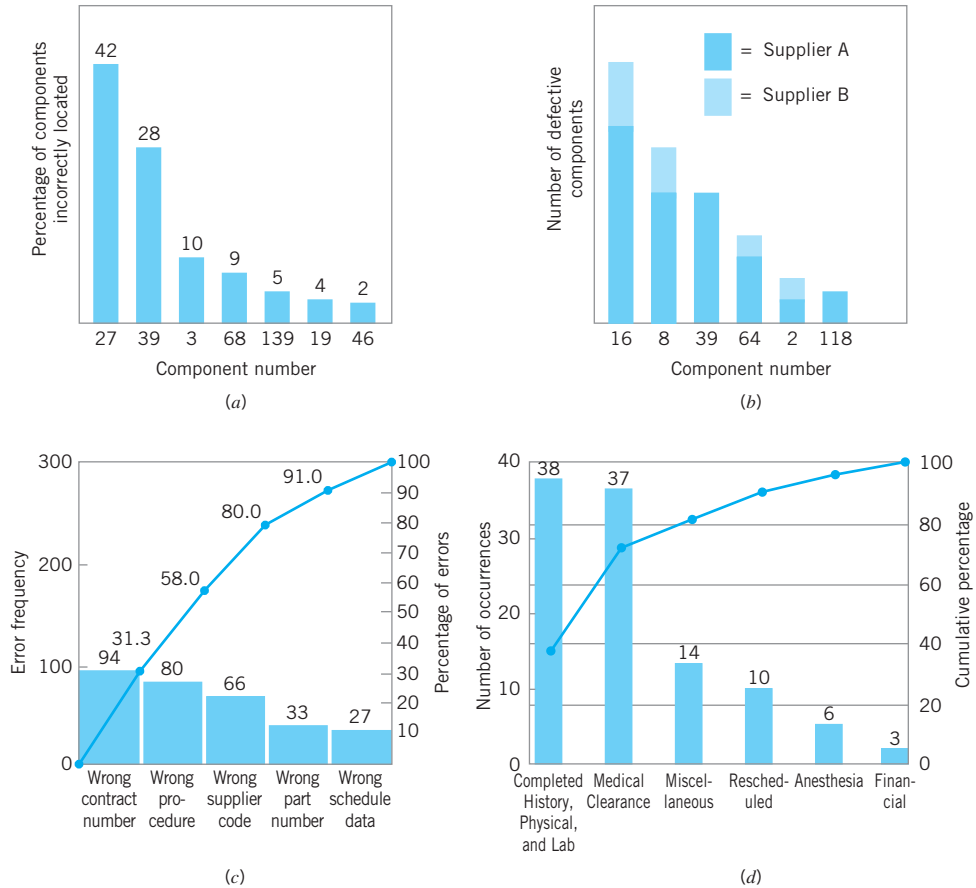 Percentage of components
incorrectly located
42
28
10
9
5
4
2
27 39 3 68 139 19 46
Component number
(a)
Number of defective
components
= Supplier A
= Supplier B
16 8 39 64 2 118
Component number
(b)
Error frequency
300
200
100
0
94
80
66
33
27
31.3
58.0
80.0
91.0
100
90
80
70
60
50
40
30
20
10
Percentage of errors
Wrong
contract
number
Wrong
pro-
cedure
Wrong
supplier
code
Wrong
part
number
Wrong
schedule
data
(c)
Number of occurrences
40
30
20
10
0
38
37
14
10
6
3
100
80
60
40
20
0
Cumulative percentage
Completed
History,
Physical,
and Lab
Medical
Clearance
Miscel-
laneous
Resched-
uled
Anesthesia
Finan-
cial
(d)